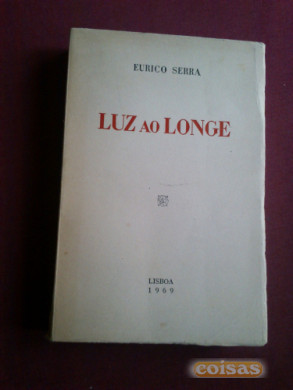 EURICO SERRA
LUZ AO LONGE
LISBOA
1969
coisas